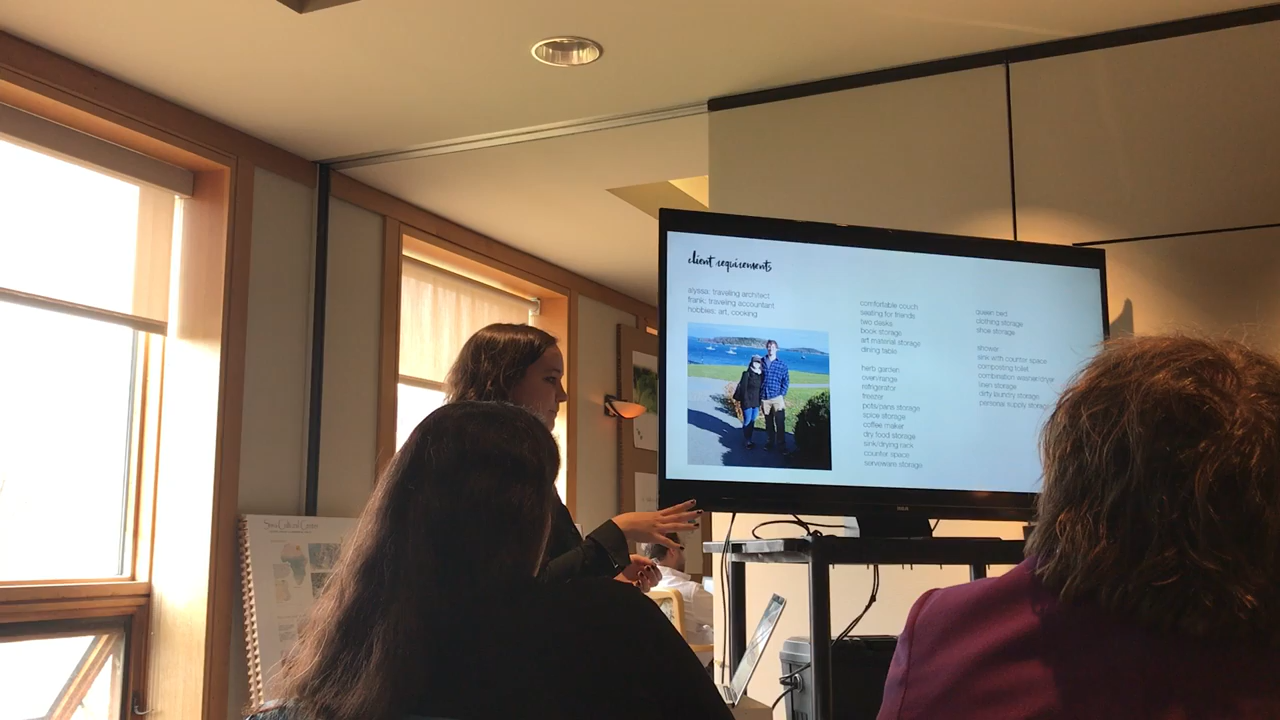 client requirements
alyssa: traveling architect
frank: traveling accountant
hobbies: art, cooking
comfortable couch
seating for friends
two desks
book storage
art material storage
dining table
herb garden
oven/range
refrigerator
freezer
pots/pans storage
spice storage
coffee maker
dry food storage
sink/drying rack
counter space
serveware storage
queen bed
clothing storage
shoe storage
shower
sink with counter space
composting toilet
combination washer/dryer
linen storage
dirty laundry storage
personal supply storage
RCA